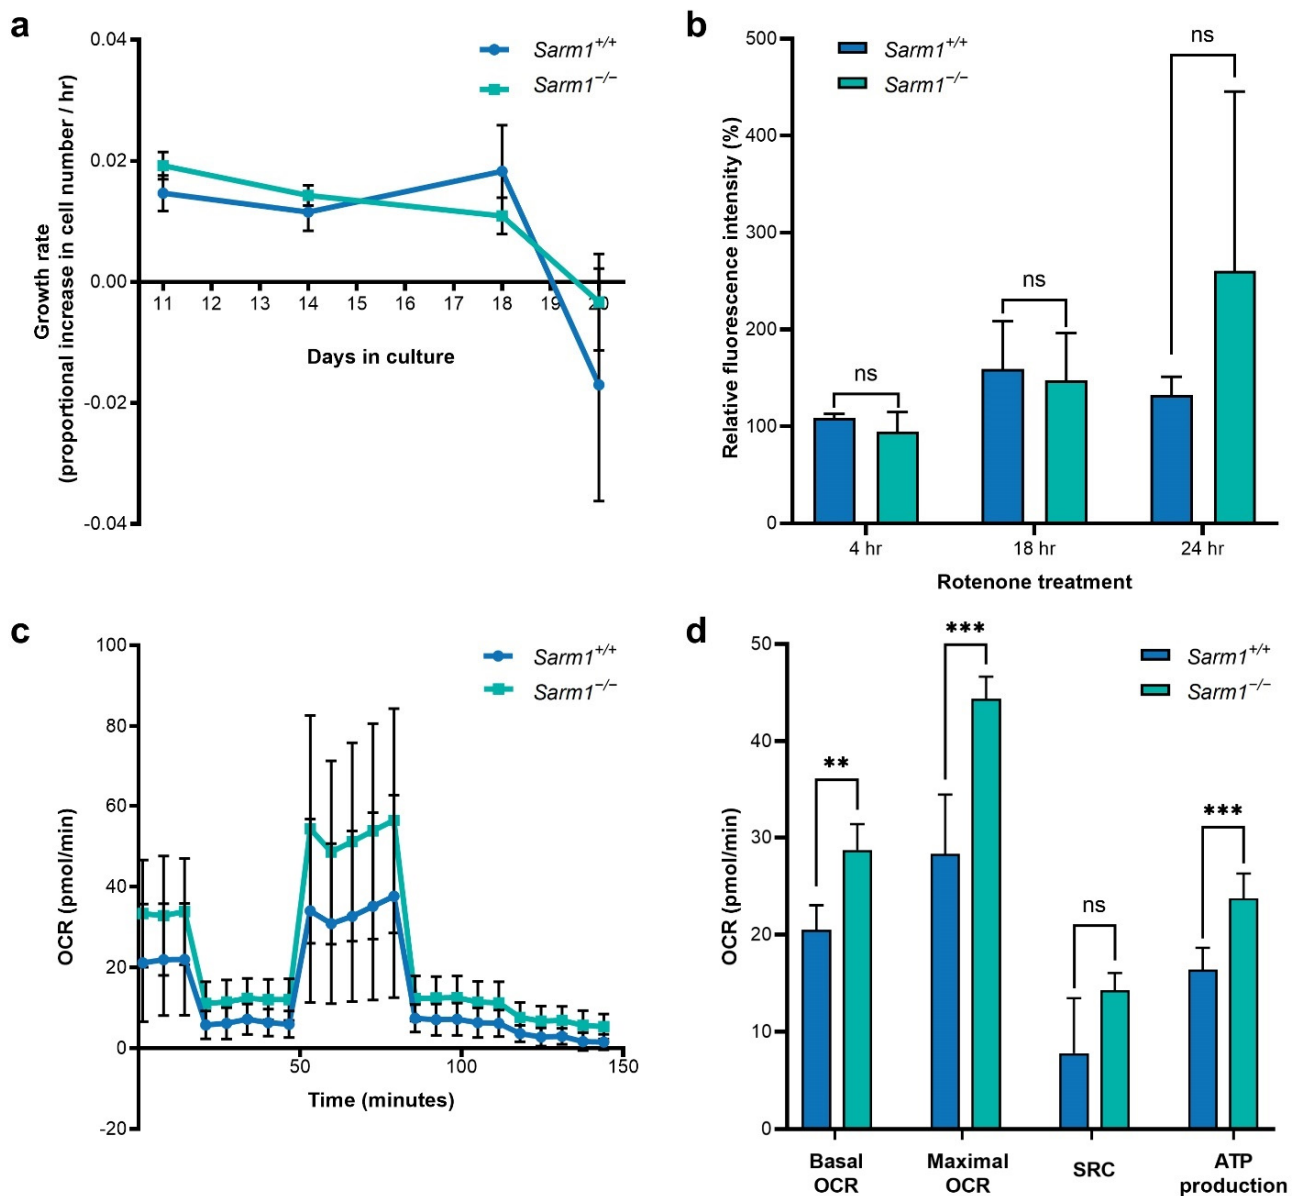 a
Sarm1+/+
Sarm1−/−
0.04
0.02
0.00
-0.02
-0.04
Growth rate
(proportional increase in cell number / hr)
11 12 13 14 15 16 17 18 19 20
Days in culture
b
Sarm1+/+
Sarm1−/−
500
400
300
200
100
0
Relative fluorescence intensity (%)
ns
ns
ns
4 hr 18 hr 24 hr
Rotenone treatment
c
Sarm1+/+
Sarm1−/−
100
80
60
40
20
0
-20
OCR (pmol/min)
50 100 150
Time (minutes)
d
Sarm1+/+
Sarm1−/−
50
40
30
20
10
0
OCR (pmol/min)
**
***
ns
***
Basal
OCR
Maximal
OCR
SRC
ATP
production